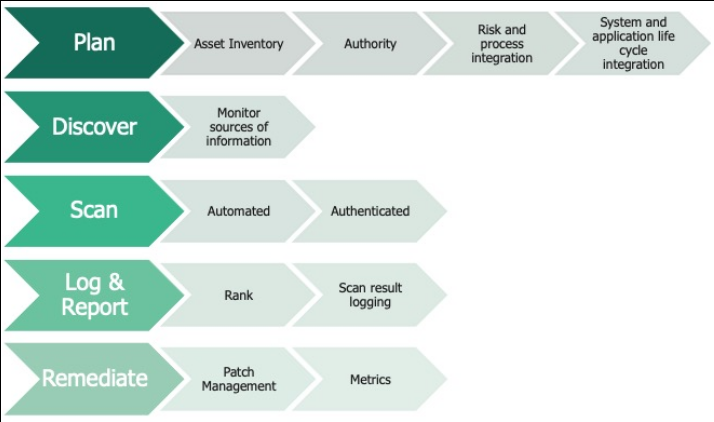 Plan
Asset Inventory
Authority
Risk and
process
integration
System and
application life
cycle
integration
Discover
Monitor
sources of
information
Scan
Automated
Authenticated
Log &
Report
Rank
Scan result
logging
Remediate
Patch
Management
Metrics